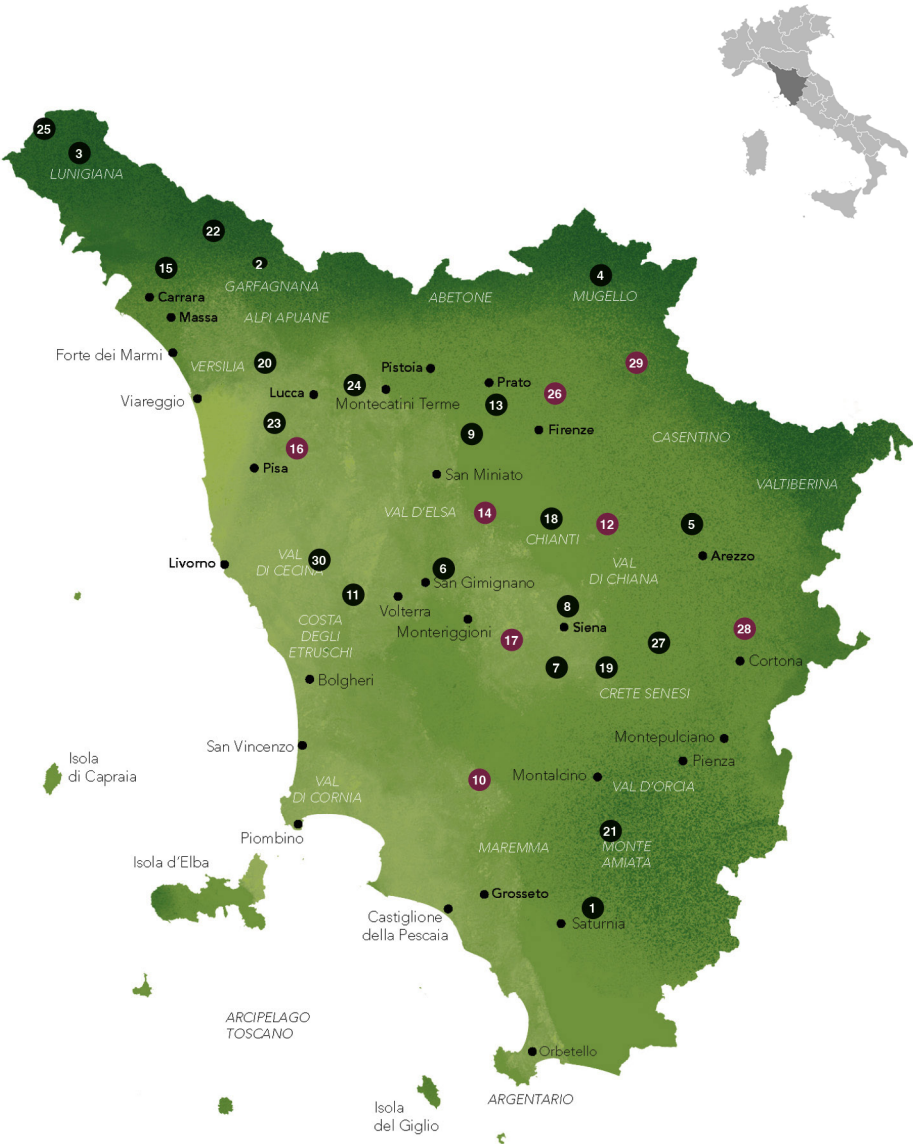 25
3
LUNIGIANA
22
2
15
GARFAGNANA
4
MUGELLO
ABETONE
Carrara
Massa
ALPI APUANE
Forte dei Marmi
VERSILIA
20
Pistoia
29
Viareggio
Lucca
24
Montecatini Terme
Prato
13
26
23
16
9
Firenze
CASENTINO
Pisa
San Miniato
VALTIBERINA
VAL D'ELSA
14
18
CHIANTI
12
5
Livorno
VAL
DI CECINA
30
Arezzo
VAL
DI CHIANA
6
San Gimignano
11
Volterra
8
COSTA
DEGLI
ETRUSCHI
Monteriggioni
Siena
28
17
27
7
19
Cortona
Bolgheri
CRETE SENESI
San Vincenzo
Montepulciano
Isola
di Capraia
Pienza
VAL
DI CORNIA
10
Montalcino
VAL D'ORCIA
Piombino
21
MONTE
AMIATA
MAREMMA
Isola d'Elba
Grosseto
1
Castiglione
della Pescaia
Saturnia
ARCIPELAGO
TOSCANO
Orbetello
ARGENTARIO
Isola
del Giglio